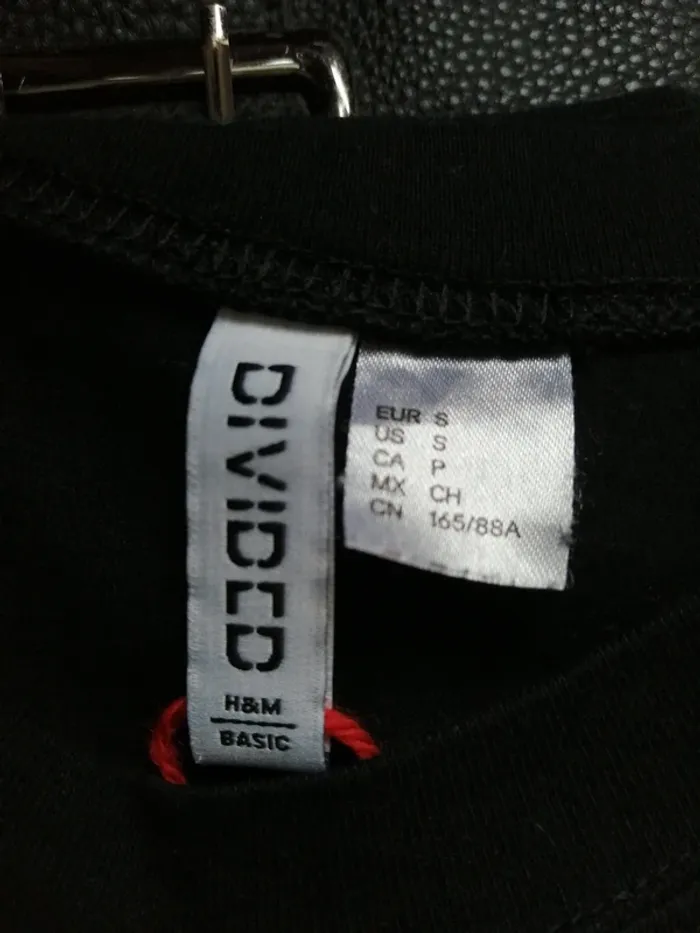 DIVIDED
H&M
BASIC
EUR S
US S
CA P
MX CH
CN 165/88A